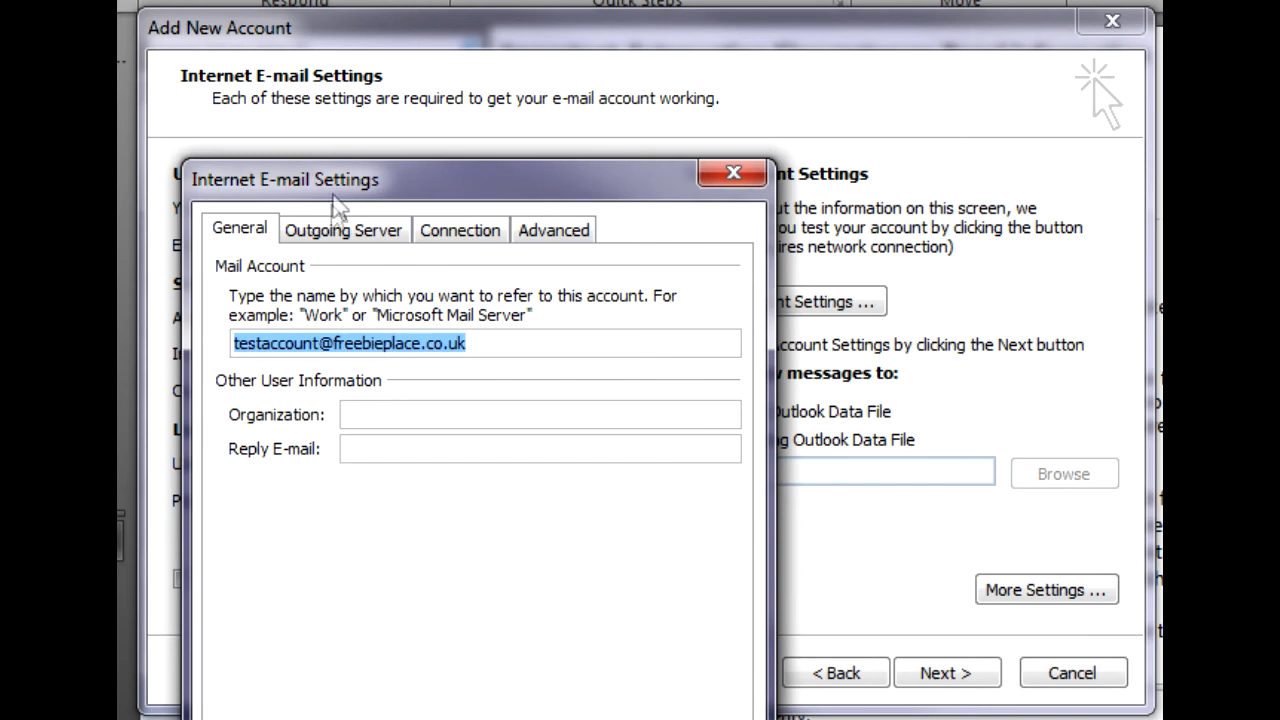 Respond
Quick Steps
Move
Add New Account
Internet E-mail Settings
Each of these settings are required to get your e-mail account working.
Internet E-mail Settings
General
Outgoing Server
Connection
Advanced
Mail Account
Type the name by which you want to refer to this account. For
example: "Work" or "Microsoft Mail Server"
testaccount@freebieplace.co.uk
Other User Information
Organization:
Reply E-mail:
nt Settings
ut the information on this screen, we
ou test your account by clicking the button
ires network connection)
nt Settings ...
ccount Settings by clicking the Next button
messages to:
Outlook Data File
ng Outlook Data File
Browse
More Settings ...
< Back
Next >
Cancel